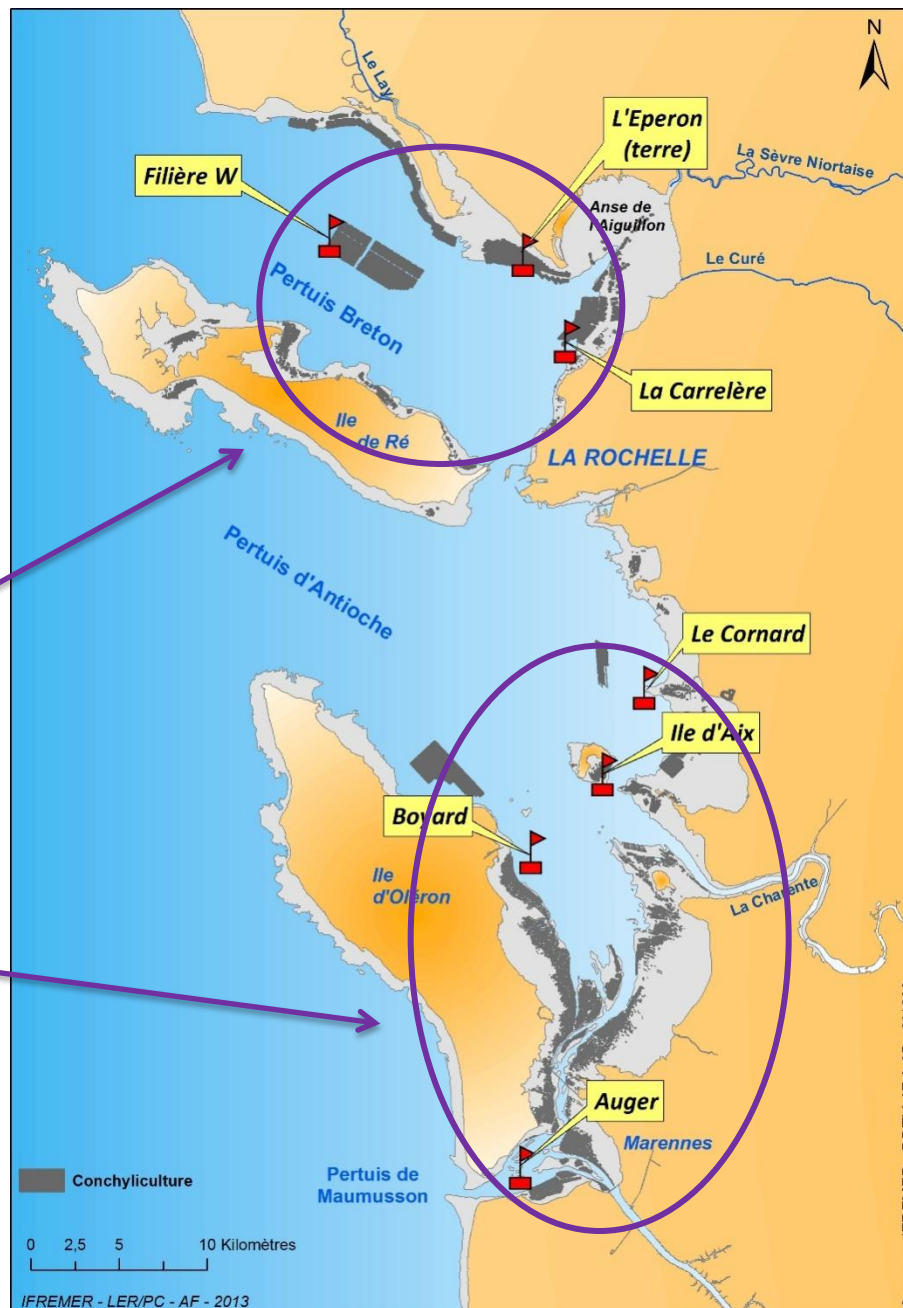 N
Le Lay
L'Eperon
(terre)
La Sèvre Niortaise
Filière W
Anse de
l'Aiguillon
Le Curé
Pertuis Breton
La Carrelère
Ile
de Ré
LA ROCHELLE
Pertuis d'Antioche
Le Cornard
Ile d'Aix
Boyard
Ile
d'Oléron
La Charente
Auger
Marennes
Pertuis de
Maumusson
Conchyliculture
0 2,5 5 10 Kilomètres
IFREMER - LER/PC - AF - 2013